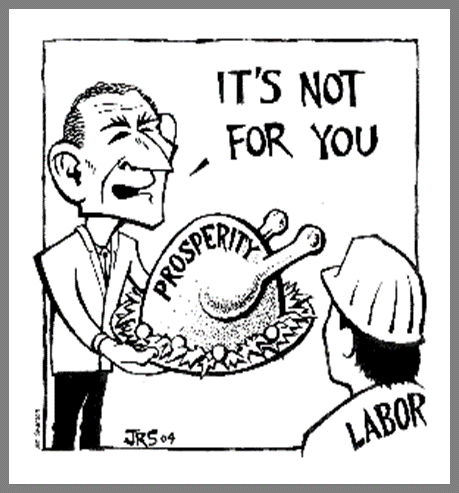 IT'S NOT
FOR YOU
PROSPERITY
LABOR
JRS 04